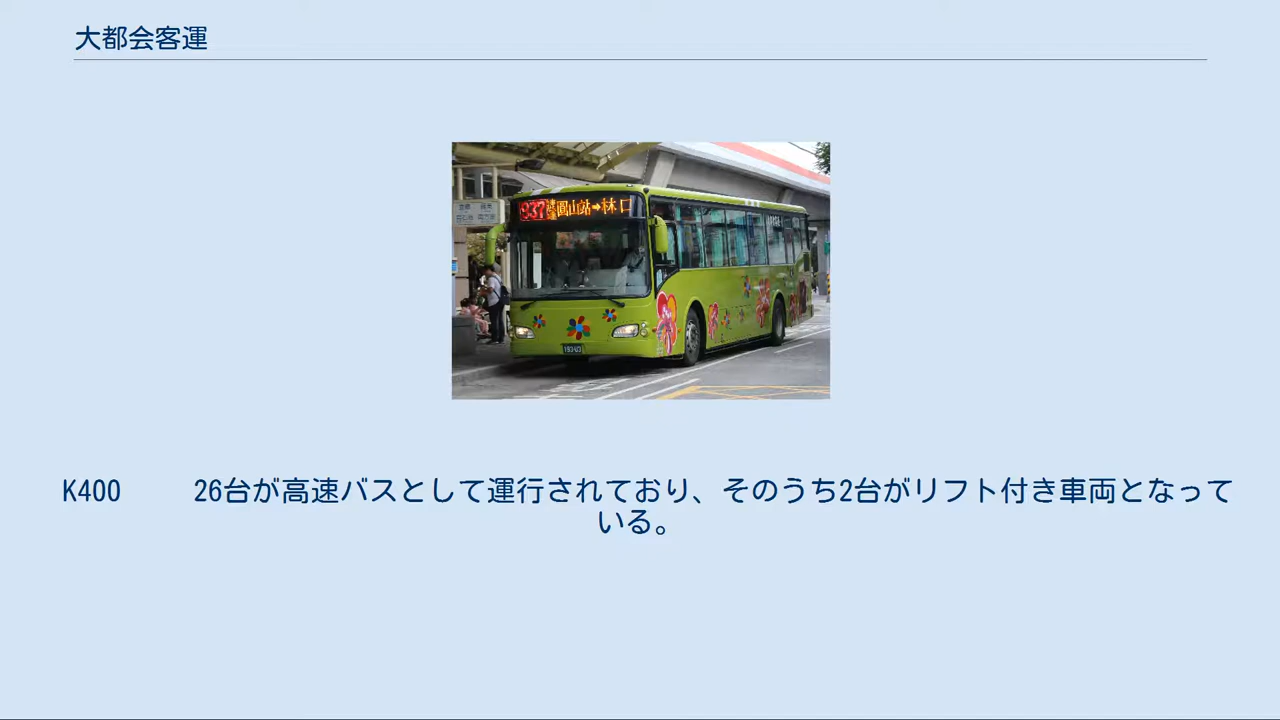 大都会客運
937 圓山站➡林口
K400 26台が高速バスとして運行されており、そのうち2台がリフト付き車両となって
いる。